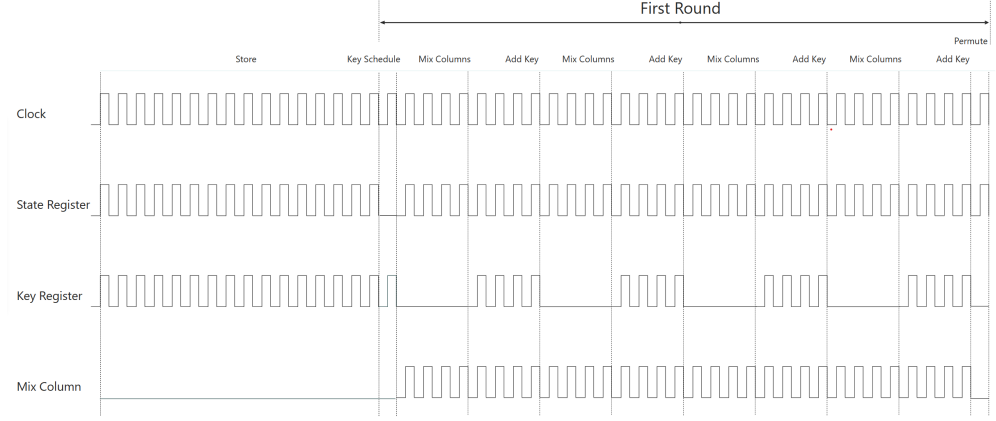 First Round
Permute
Store Key Schedule Mix Columns Add Key Mix Columns Add Key Mix Columns Add Key Mix Columns Add Key
Clock
State Register
Key Register
Mix Column